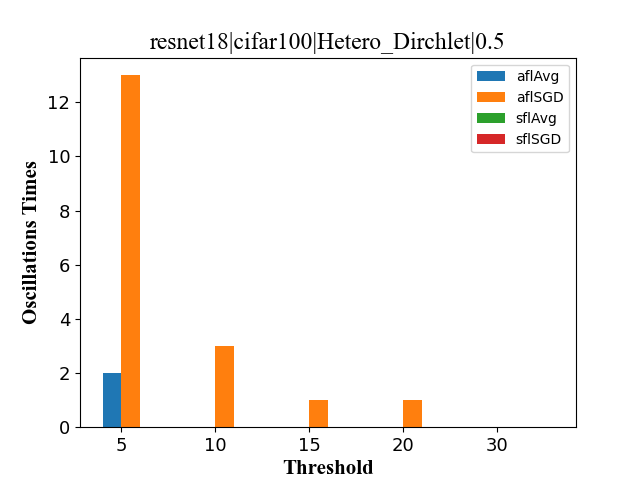 resnet18|cifar100|Hetero_Dirchlet|0.5
aflAvg
aflSGD
sflAvg
sflSGD
Oscillations Times
12
10
8
6
4
2
0
5 10 15 20 30
Threshold